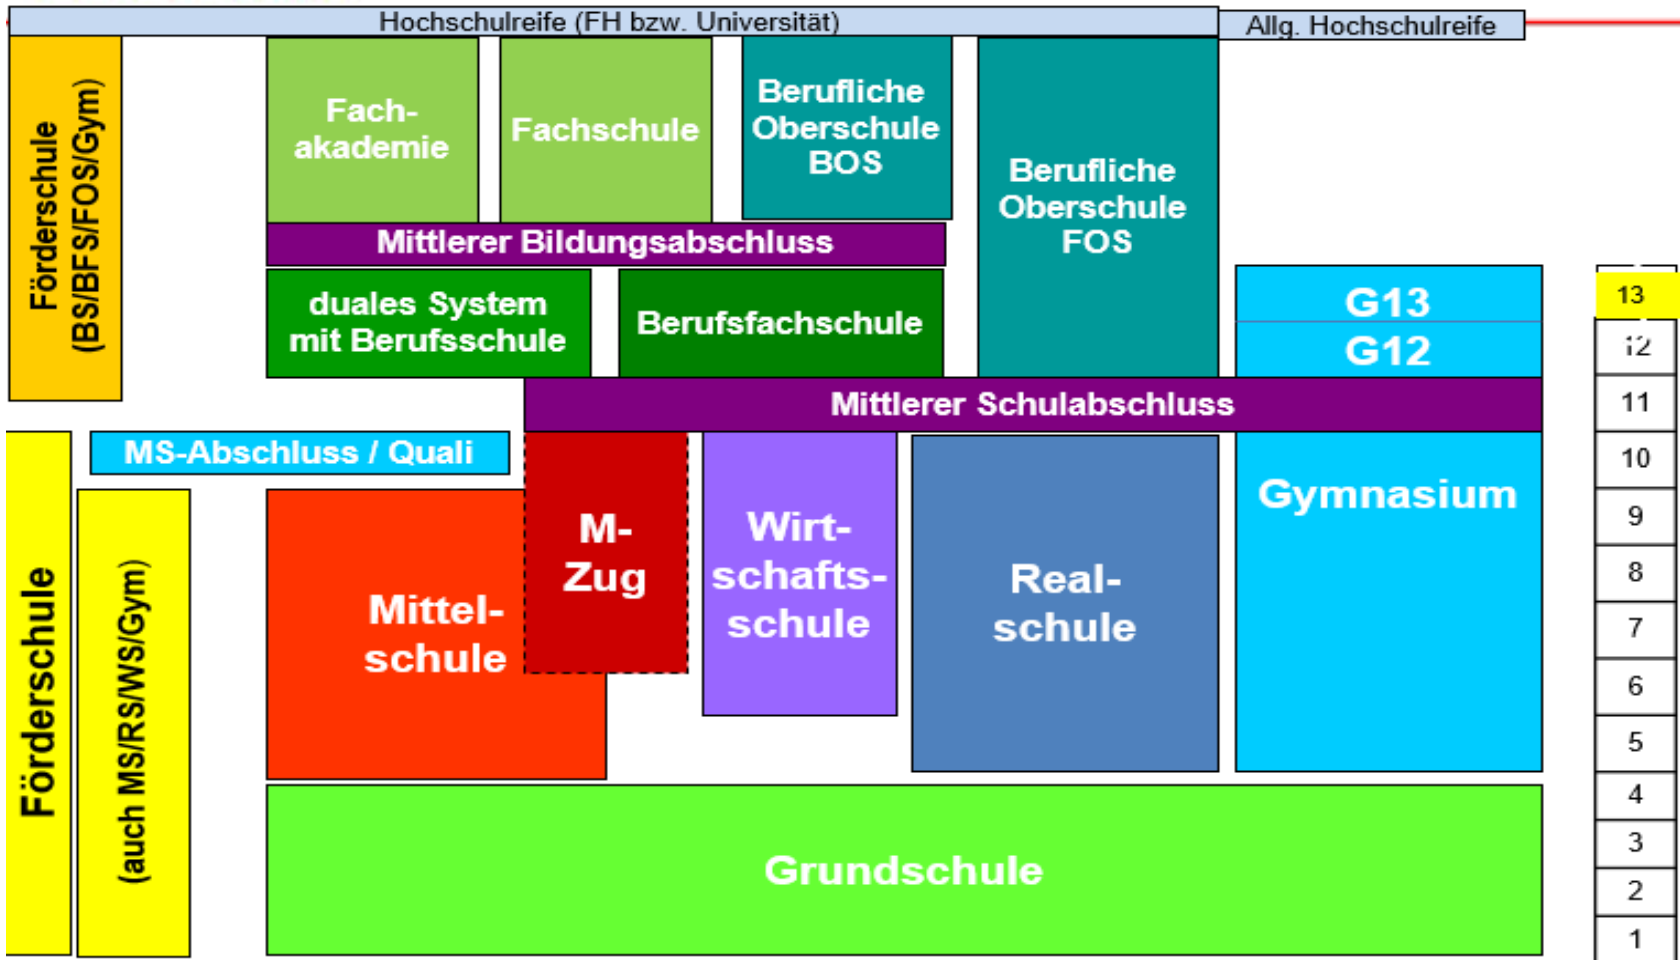 Hochschulreife (FH bzw. Universität)
Allg. Hochschulreife
Förderschule
(BS/BFS/FOS/Gym)
Fach-
akademie
Fachschule
Berufliche
Oberschule
BOS
Berufliche
Oberschule
FOS
Mittlerer Bildungsabschluss
duales System
mit Berufsschule
Berufsfachschule
G13
G12
Mittlerer Schulabschluss
MS-Abschluss / Quali
Förderschule
(auch MS/RS/WS/Gym)
Mittel-
schule
M-
Zug
Wirt-
schafts-
schule
Real-
schule
Gymnasium
Grundschule
13
12
11
10
9
8
7
6
5
4
3
2
1